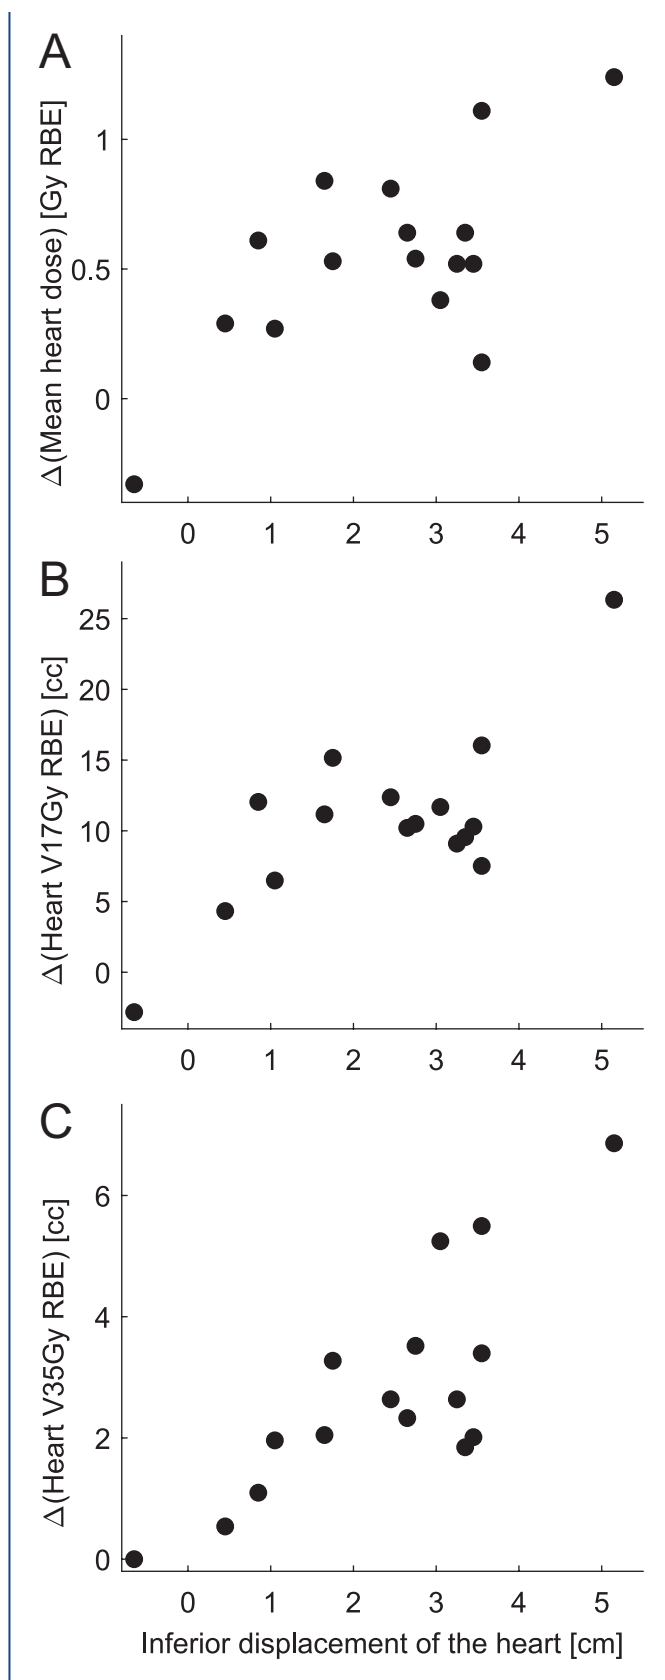 A
Δ(Mean heart dose) [Gy RBE]
1
0.5
0
0 1 2 3 4 5
B
Δ(Heart V17Gy RBE) [cc]
25
20
15
10
5
0
0 1 2 3 4 5
C
Δ(Heart V35Gy RBE) [cc]
6
4
2
0
0 1 2 3 4 5
Inferior displacement of the heart [cm]